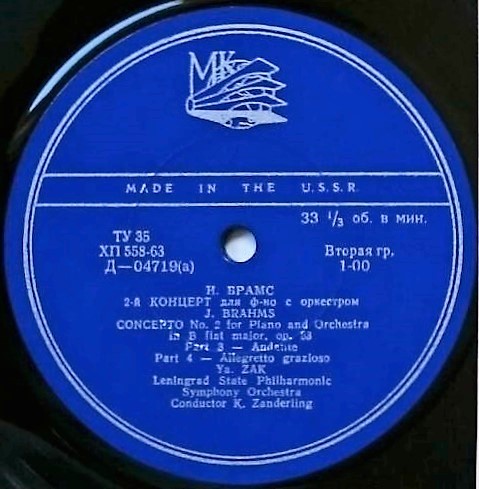 МК
MADE IN THE U.S.S.R.
33 1/3 об. в мин.
ТУ 35
ХП 558-63
Д—04719(а)
Вторая гр.
1-00
И. БРАМС
2-й КОНЦЕРТ для ф-но с оркестром
J. BRAHMS
CONCERTO No. 2 for Piano and Orchestra
in B flat major, op. 83
Part 3 — Andante
Part 4 — Allegretto grazioso
Ya. ZAK
Leningrad State Philharmonic
Symphony Orchestra
Conductor K. Zanderling